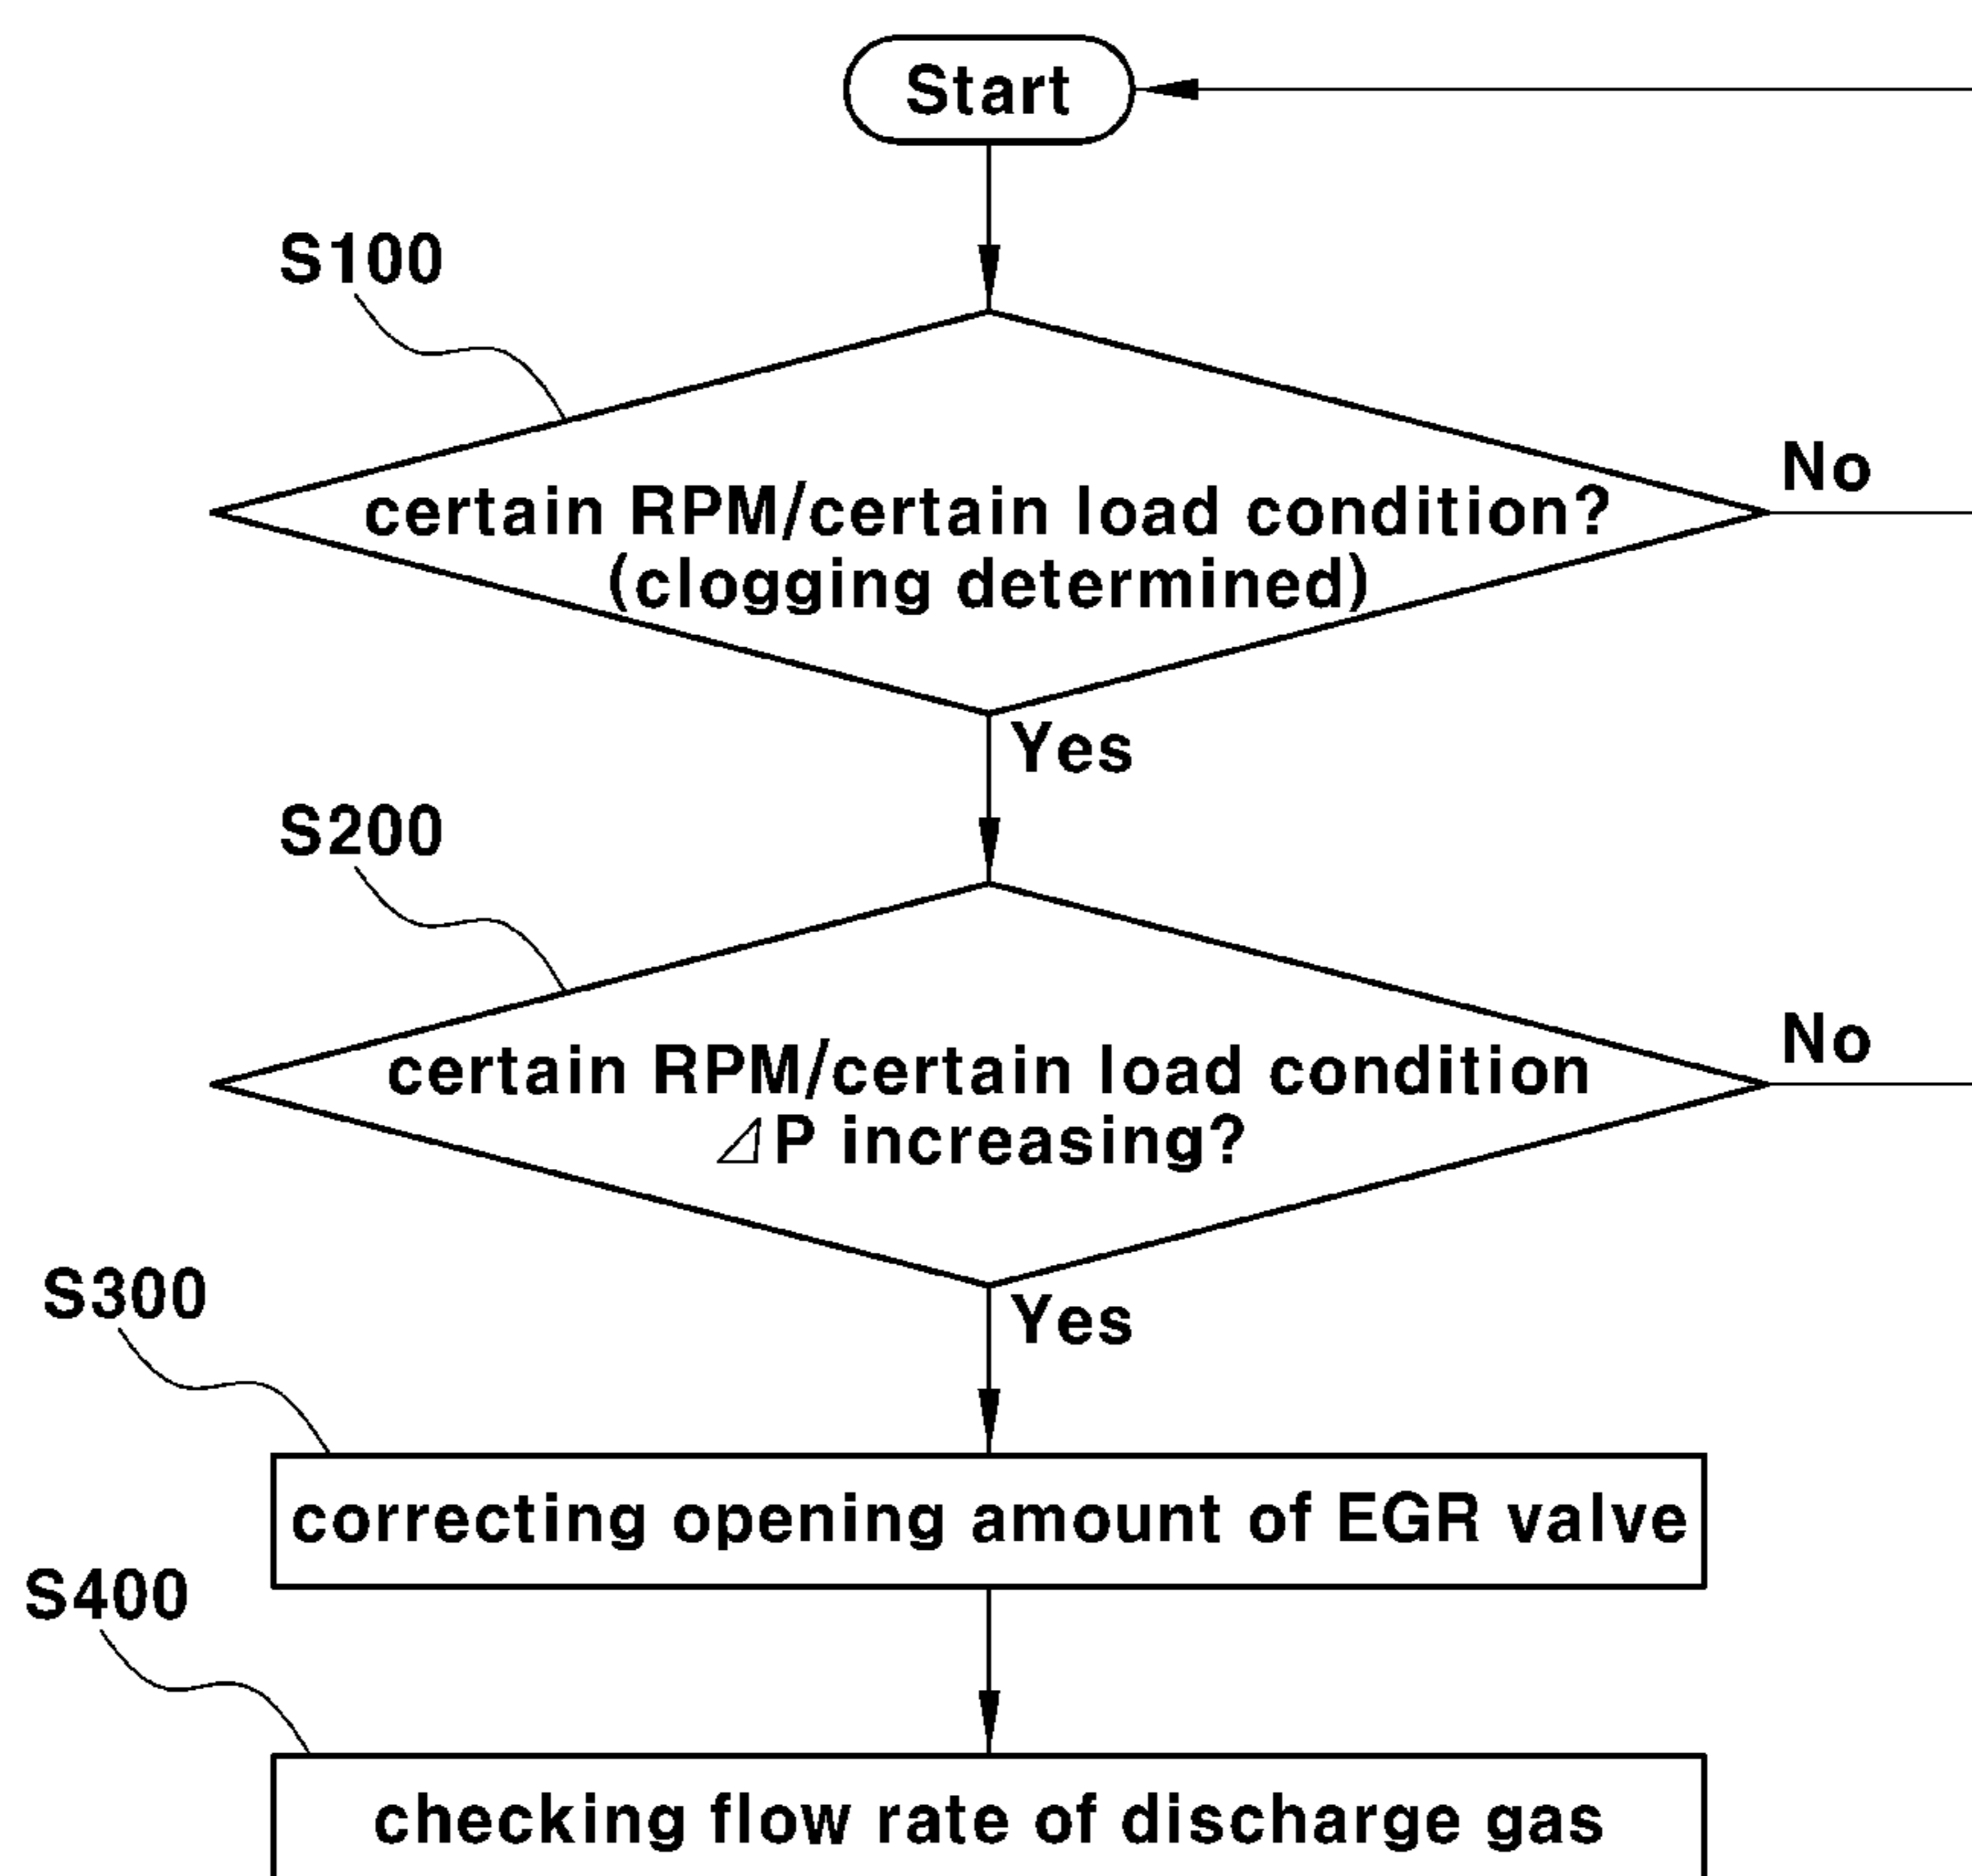 Start
S100
certain RPM/certain load condition?
(clogging determined)
No
Yes
S200
certain RPM/certain load condition
⊿P increasing?
No
Yes
S300
correcting opening amount of EGR valve
S400
checking flow rate of discharge gas